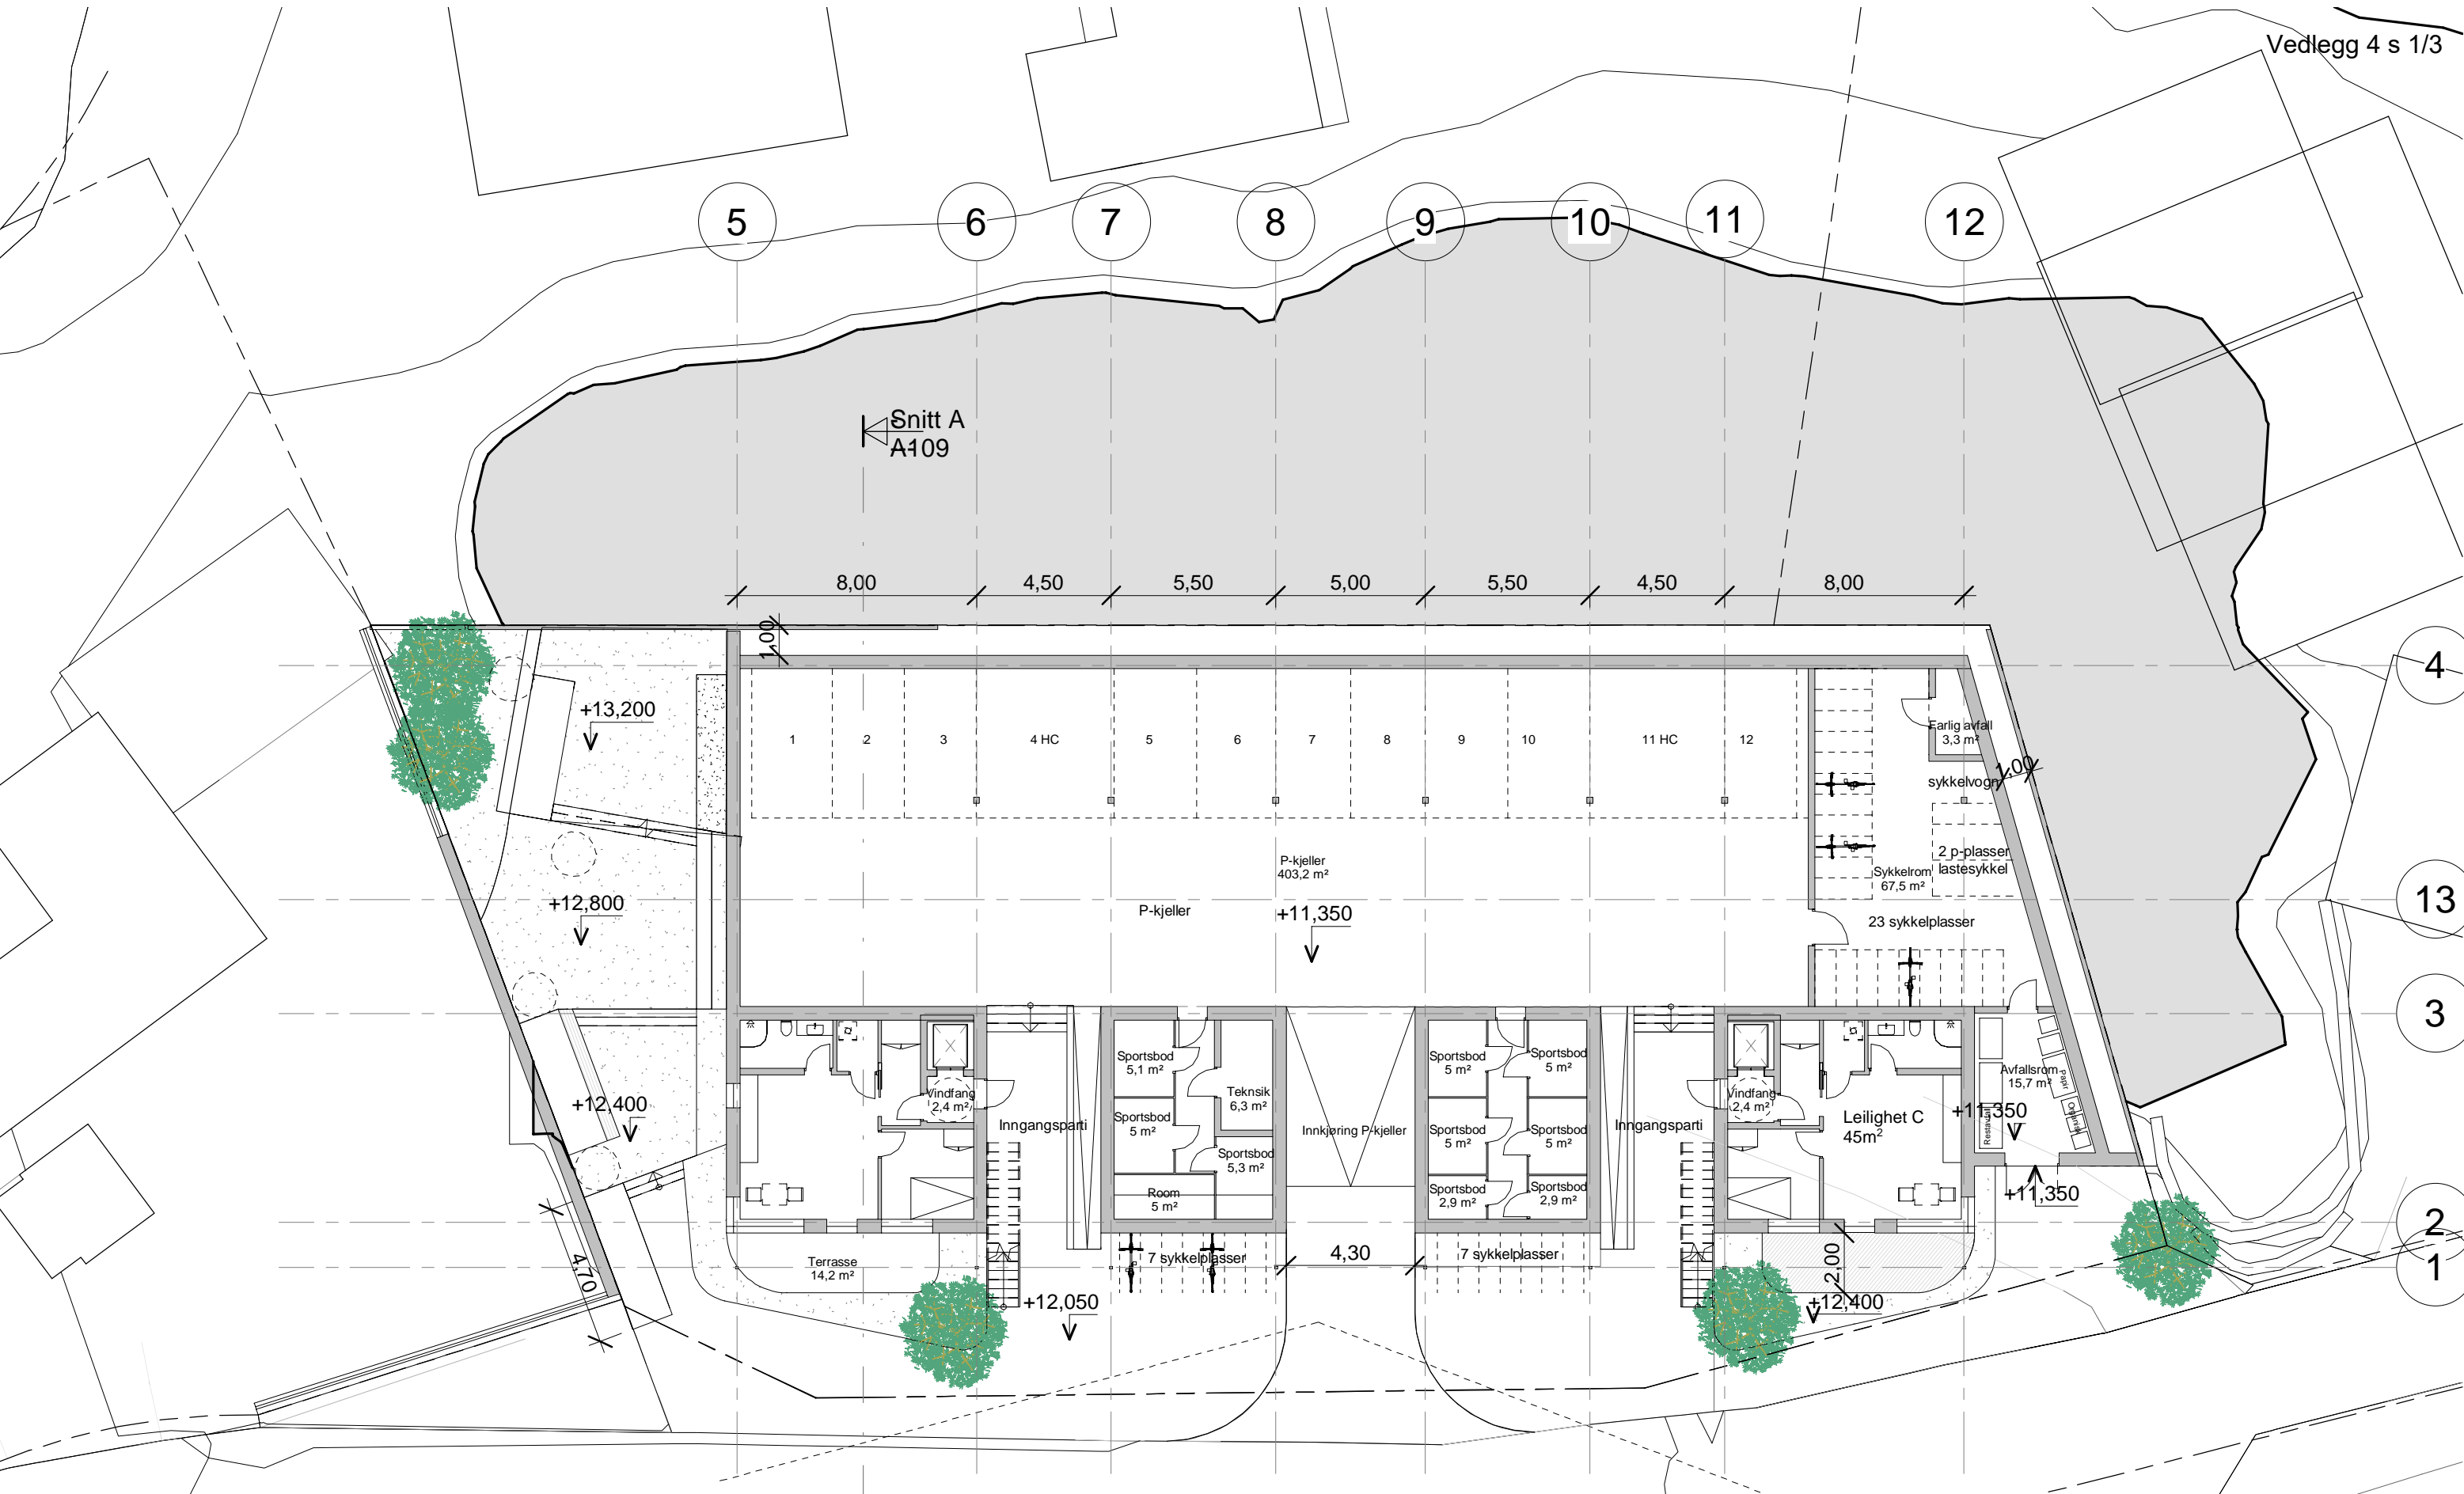 Vedlegg 4 s 1/3
5
6
7
8
9
10
11
12
Snitt A
A-109
8,00
4,50
5,50
5,00
5,50
4,50
8,00
1,00
4
+13,200
1
2
3
4 HC
5
6
7
8
9
10
11 HC
12
Farlig avfall
3,3 m²
1,00
sykkelvogn
P-kjeller
403,2 m²
2 p-plasser
lastesykkel
Sykkelrom
67,5 m²
+12,800
P-kjeller
+11,350
23 sykkelplasser
13
3
Sportsbod
5,1 m²
Sportsbod
5 m²
Sportsbod
5 m²
Avfallsrom
15,7 m²
Papir
Vindfang
2,4 m²
Teknsik
6,3 m²
Vindfang
2,4 m²
+12,400
Sportsbod
5 m²
Inngangsparti
Innkjøring P-kjeller
Sportsbod
5 m²
Sportsbod
5 m²
Inngangsparti
Leilighet C
45m²
+11,350
Restavfall
Sportsbod
5,3 m²
Room
5 m²
Sportsbod
2,9 m²
Sportsbod
2,9 m²
+11,350
2
4,70
Terrasse
14,2 m²
7 sykkelplasser
4,30
7 sykkelplasser
2,00
1
+12,050
+12,400